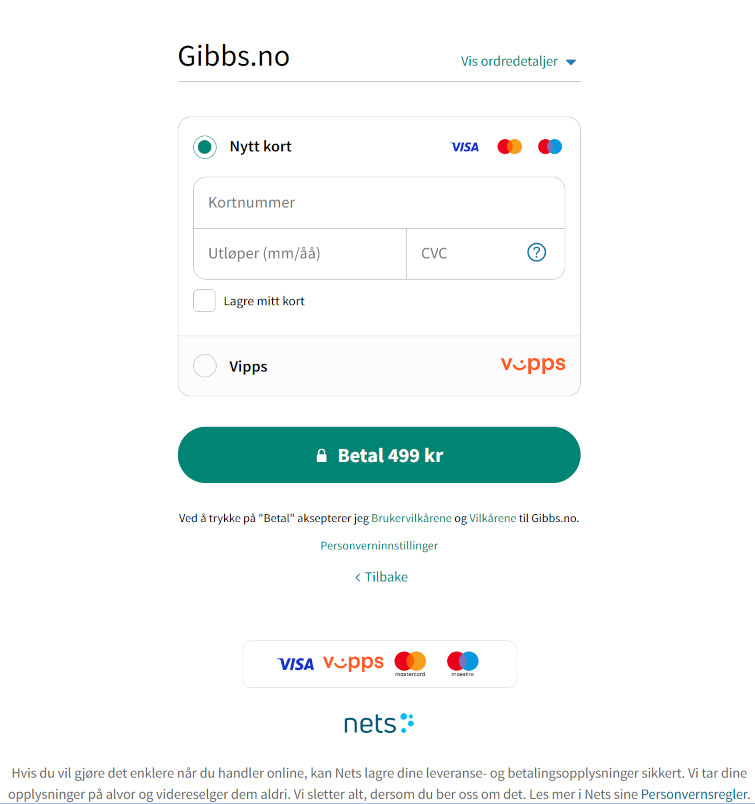 Gibbs.no
Vis ordredetaljer
Nytt kort
VISA
Kortnummer
Utløper (mm/åå)
CVC
?
Lagre mitt kort
Vipps
vipps
Betal 499 kr
Ved å trykke på "Betal" aksepterer jeg Brukervilkårene og Vilkårene til Gibbs.no.
Personverninnstillinger
< Tilbake
VISA vipps mastercard. maestro
nets
Hvis du vil gjøre det enklere når du handler online, kan Nets lagre dine leveranse- og betalingsopplysninger sikkert. Vi tar dine
opplysninger på alvor og videreselger dem aldri. Vi sletter alt, dersom du ber oss om det. Les mer i Nets sine Personvernsregler.